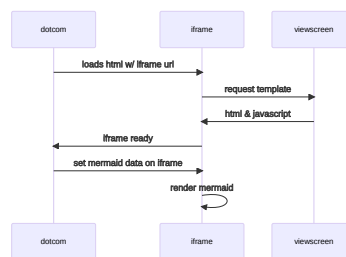 dotcom
iframe
viewscreen
loads html w/ iframe url
request template
html & javascript
iframe ready
set mermaid data on iframe
render mermaid
dotcom
iframe
viewscreen